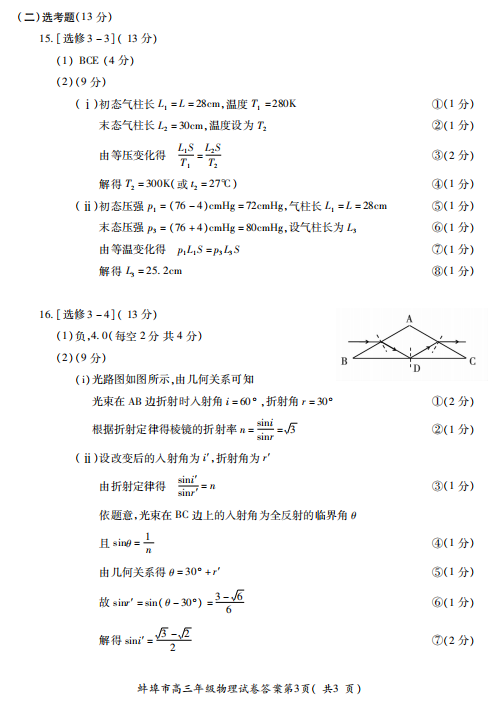 (二)选考题(13 分)
15.[选修 3-3](13 分)
(1) BCE (4 分)
(2)(9 分)
(ⅰ)初态气柱长 L₁=L=28cm,温度 T₁=280K ①(1 分)
末态气柱长 L₂=30cm,温度设为 T₂ ②(1 分)
由等压变化得 L₁S/T₁=L₂S/T₂ ③(2 分)
解得 T₂=300K(或 t₂=27℃) ④(1 分)
(ⅱ)初态压强 p₁=(76-4)cmHg=72cmHg,气柱长 L₁=L=28cm ⑤(1 分)
末态压强 p₃=(76+4)cmHg=80cmHg,设气柱长为 L₃ ⑥(1 分)
由等温变化得 p₁L₁S=p₃L₃S ⑦(1 分)
解得 L₃=25.2cm ⑧(1 分)
16.[选修 3-4](13 分)
(1)负,4.0(每空 2 分 共 4 分)
(2)(9 分)
A
B
D
C
(ⅰ)光路图如图所示,由几何关系可知
光束在 AB 边折射时入射角 i=60°,折射角 r=30° ①(2 分)
根据折射定律得棱镜的折射率 n=sini/sinr=√3 ②(1 分)
(ⅱ)设改变后的入射角为 i′,折射角为 r′
由折射定律得 sini′/sinr′=n ③(1 分)
依题意,光束在 BC 边上的入射角为全反射的临界角 θ
且 sinθ=1/n ④(1 分)
由几何关系得 θ=30°+r′ ⑤(1 分)
故 sinr′=sin(θ-30°)=(3-√6)/6 ⑥(1 分)
解得 sini′=(√3-√2)/2 ⑦(2 分)
蚌埠市高三年级物理试卷答案第3页(共3 页)